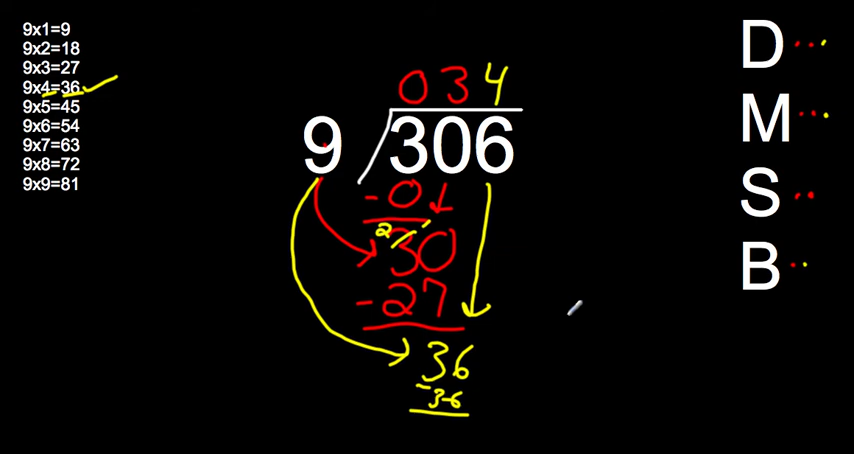 9x1=9
9x2=18
9x3=27
9x4=36
9x5=45
9x6=54
9x7=63
9x8=72
9x9=81
034
9 306
-0
2
30
-27
36
-36
D
M
S
B